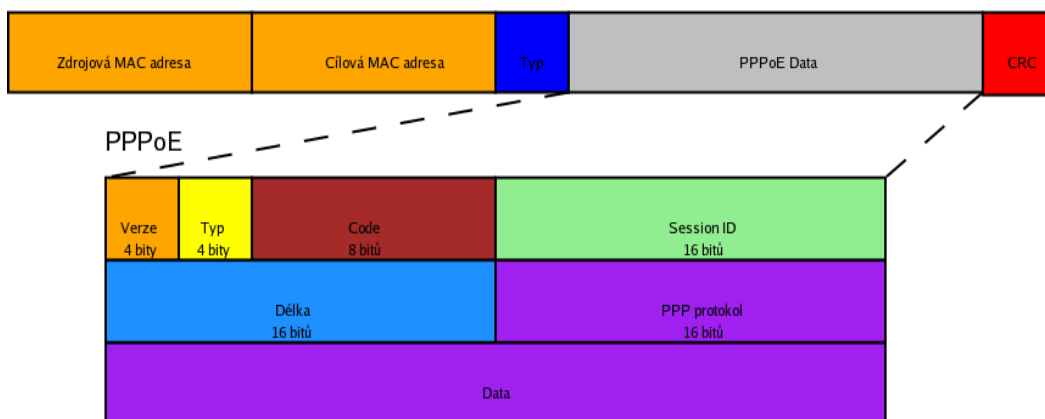 Zdrojová MAC adresa
Cílová MAC adresa
Typ
PPPoE Data
CRC
PPPoE
Verze
4 bity
Typ
4 bity
Code
8 bitů
Session ID
16 bitů
Délka
16 bitů
PPP protokol
16 bitů
Data